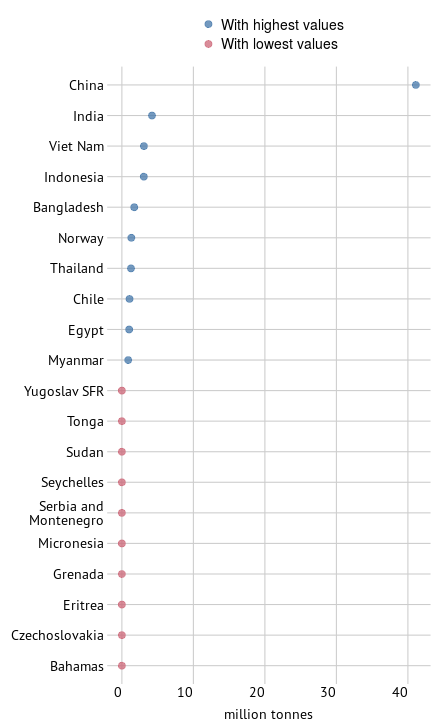 With highest values
With lowest values
China
India
Viet Nam
Indonesia
Bangladesh
Norway
Thailand
Chile
Egypt
Myanmar
Yugoslav SFR
Tonga
Sudan
Seychelles
Serbia and
Montenegro
Micronesia
Grenada
Eritrea
Czechoslovakia
Bahamas
0 10 20 30 40
million tonnes